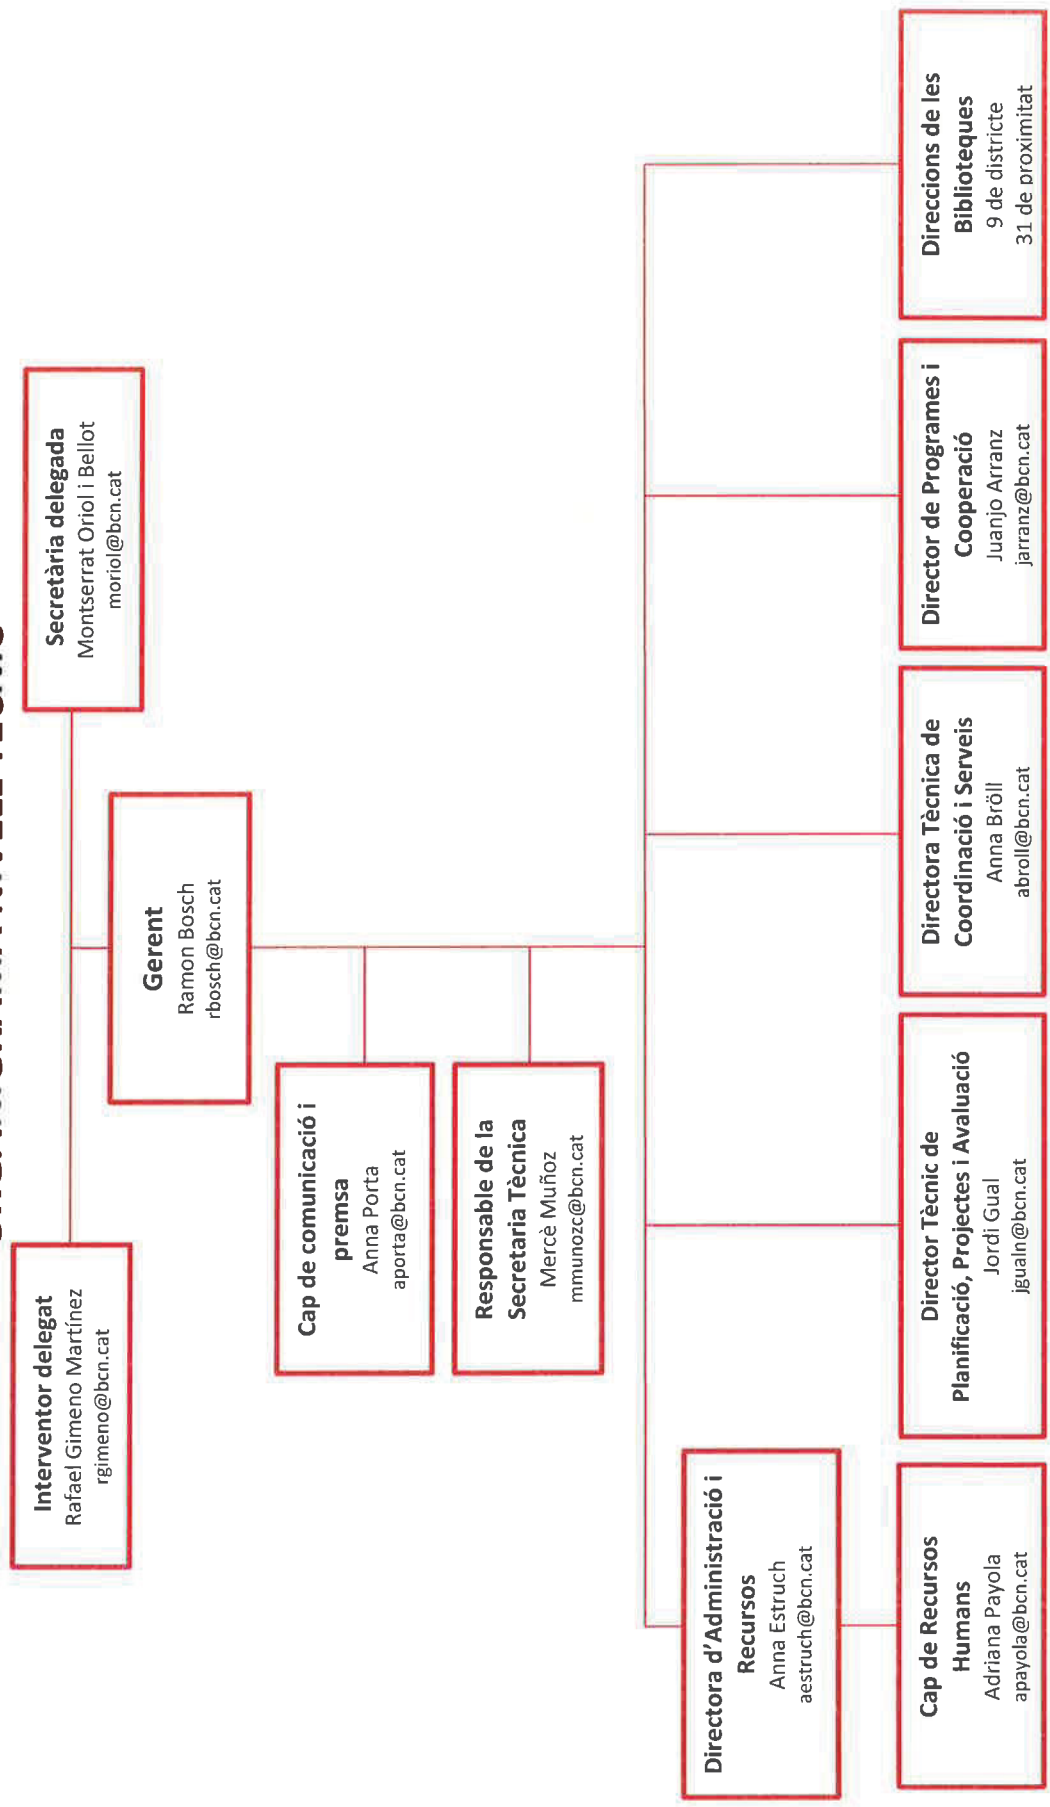 Interventor delegat
Rafael Gimeno Martínez
rgimeno@bcn.cat
Secretària delegada
Montserrat Oriol i Bellot
moriol@bcn.cat
Gerent
Ramon Bosch
rbosch@bcn.cat
Cap de comunicació i
premsa
Anna Porta
aporta@bcn.cat
Responsable de la
Secretaria Tècnica
Mercè Muñoz
mmunozc@bcn.cat
Directora d'Administració i
Recursos
Anna Estruch
aestruch@bcn.cat
Cap de Recursos
Humans
Adriana Payola
apayola@bcn.cat
Director Tècnic de
Planificació, Projectes i Avaluació
Jordi Gual
jgualn@bcn.cat
Directora Tècnica de
Coordinació i Serveis
Anna Bröll
abroll@bcn.cat
Director de Programes i
Cooperació
Juanjo Arranz
jarranz@bcn.cat
Direccions de les
Biblioteques
9 de districte
31 de proximitat